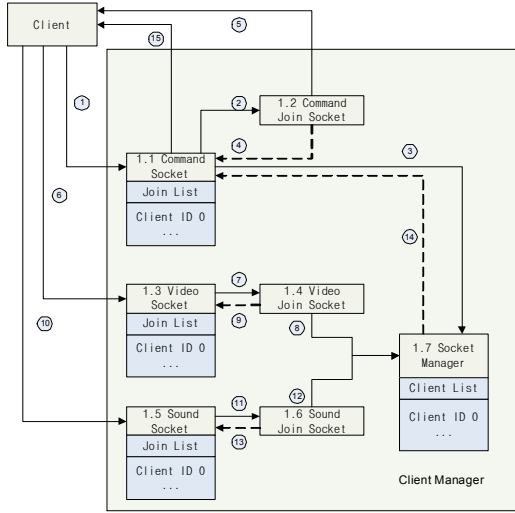 Client
5
15
1
2
1.2 Command
Join Socket
4
3
1.1 Command
Socket
Join List
Client ID 0
...
6
14
7
1.3 Video
Socket
Join List
Client ID 0
...
1.4 Video
Join Socket
9
8
10
1.7 Socket
Manager
Client List
Client ID 0
...
11
12
1.5 Sound
Socket
Join List
Client ID 0
...
1.6 Sound
Join Socket
13
Client Manager